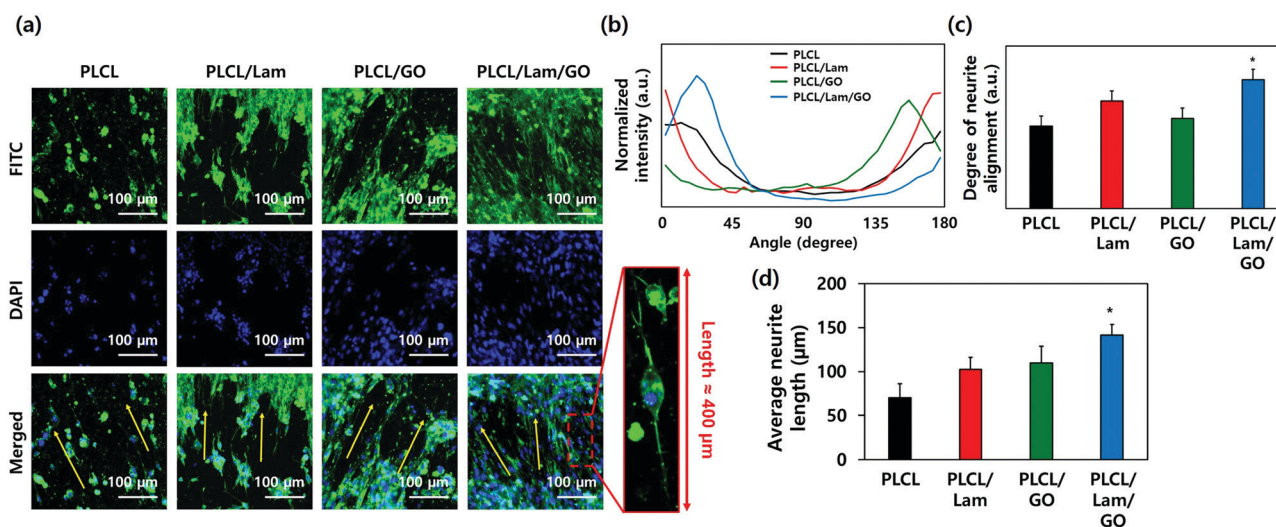 (a)
PLCL
PLCL/Lam
PLCL/GO
PLCL/Lam/GO
FITC
100 µm
100 µm
100 µm
100 µm
DAPI
100 µm
100 µm
100 µm
100 µm
Merged
100 µm
100 µm
100 µm
100 µm
Length ≈ 400 µm
(b)
Normalized
intensity (a.u.)
PLCL
PLCL/Lam
PLCL/GO
PLCL/Lam/GO
0
45
90
135
180
Angle (degree)
(c)
Degree of neurite
alignment (a.u.)
*
PLCL
PLCL/
Lam
PLCL/
GO
PLCL/
Lam/
GO
(d)
Average neurite
length (µm)
200
150
100
50
0
*
PLCL
PLCL/
Lam
PLCL/
GO
PLCL/
Lam/
GO